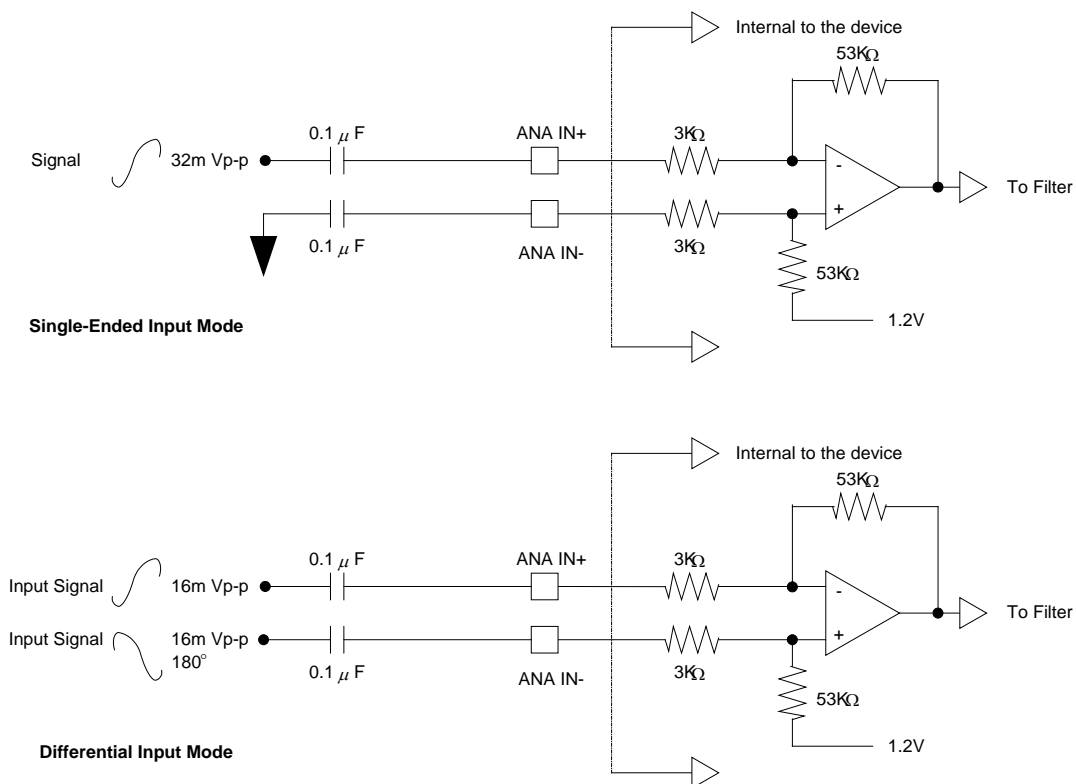 Internal to the device
53KΩ
0.1 μ F
ANA IN+
3KΩ
Signal
32m Vp-p
-
To Filter
+
0.1 μ F
ANA IN-
3KΩ
53KΩ
1.2V
Single-Ended Input Mode
Internal to the device
53KΩ
0.1 μ F
ANA IN+
3KΩ
Input Signal
16m Vp-p
-
To Filter
Input Signal
16m Vp-p
180°
+
0.1 μ F
ANA IN-
3KΩ
53KΩ
1.2V
Differential Input Mode